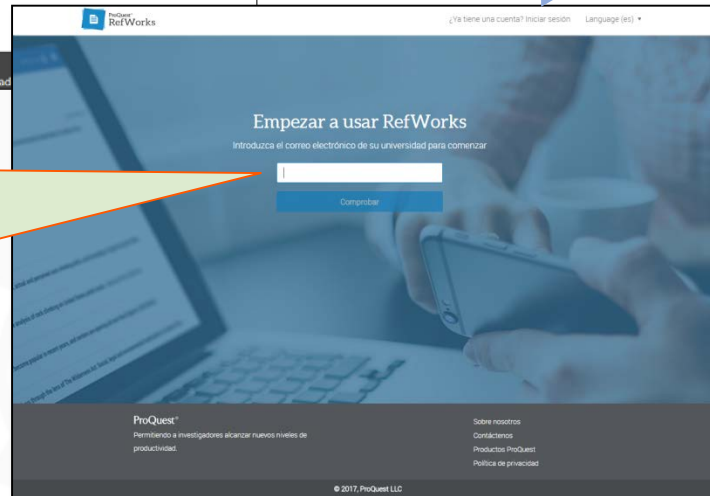 ProQuest®
RefWorks
¿Ya tiene una cuenta? Iniciar sesión Language (es)
ad
Empezar a usar RefWorks
Introduzca el correo electrónico de su universidad para comenzar
Comprobar
ProQuest®
Permitiendo a investigadores alcanzar nuevos niveles de
productividad.
Sobre nosotros
Contáctenos
Productos ProQuest
Política de privacidad
© 2017, ProQuest LLC